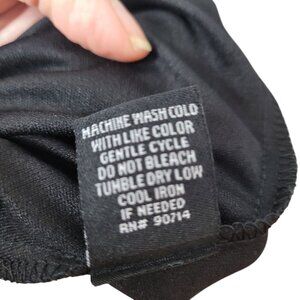 MACHINE WASH COLD
WITH LIKE COLOR
GENTLE CYCLE
DO NOT BLEACH
TUMBLE DRY LOW
COOL IRON
IF NEEDED
RN# 90714